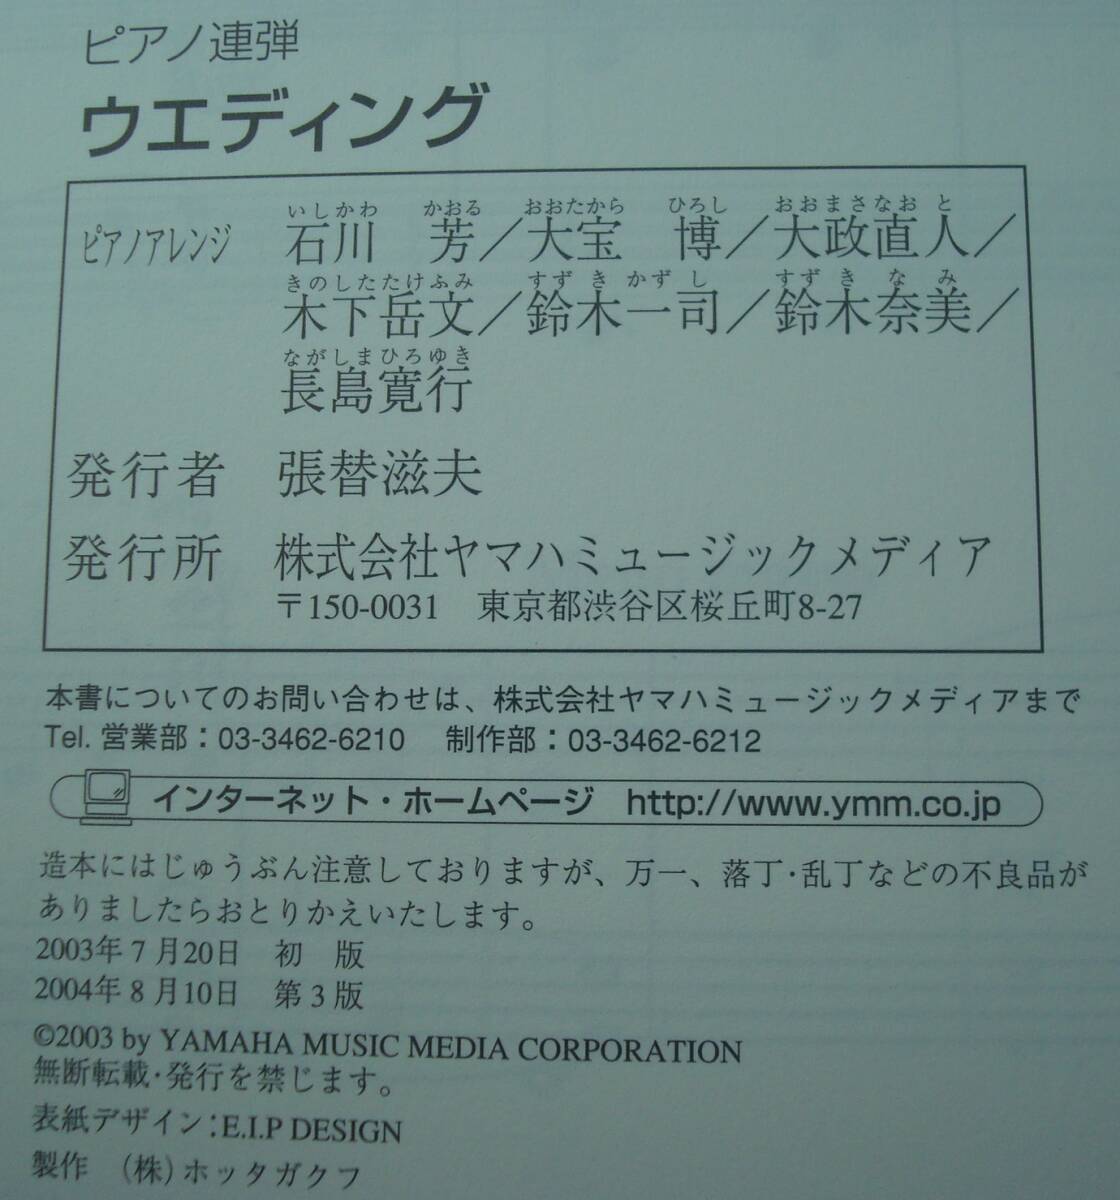 ピアノ連弾
ウエディング
いしかわ かおる おおたから ひろし おおまさなおと
ピアノアレンジ 石川 芳／大宝 博／大政直人／
きのしたたけふみ すずきかずし すずきなみ
木下岳文／鈴木一司／鈴木奈美／
ながしまひろゆき
長島寛行
発行者 張替滋夫
発行所 株式会社ヤマハミュージックメディア
〒150-0031 東京都渋谷区桜丘町8-27
本書についてのお問い合わせは、株式会社ヤマハミュージックメディアまで
Tel. 営業部：03-3462-6210 制作部：03-3462-6212
インターネット・ホームページ http://www.ymm.co.jp
造本にはじゅうぶん注意しておりますが、万一、落丁・乱丁などの不良品が
ありましたらおとりかえいたします。
2003年7月20日 初 版
2004年8月10日 第3版
©2003 by YAMAHA MUSIC MEDIA CORPORATION
無断転載・発行を禁じます。
表紙デザイン：E.I.P DESIGN
製作 （株）ホッタガクフ